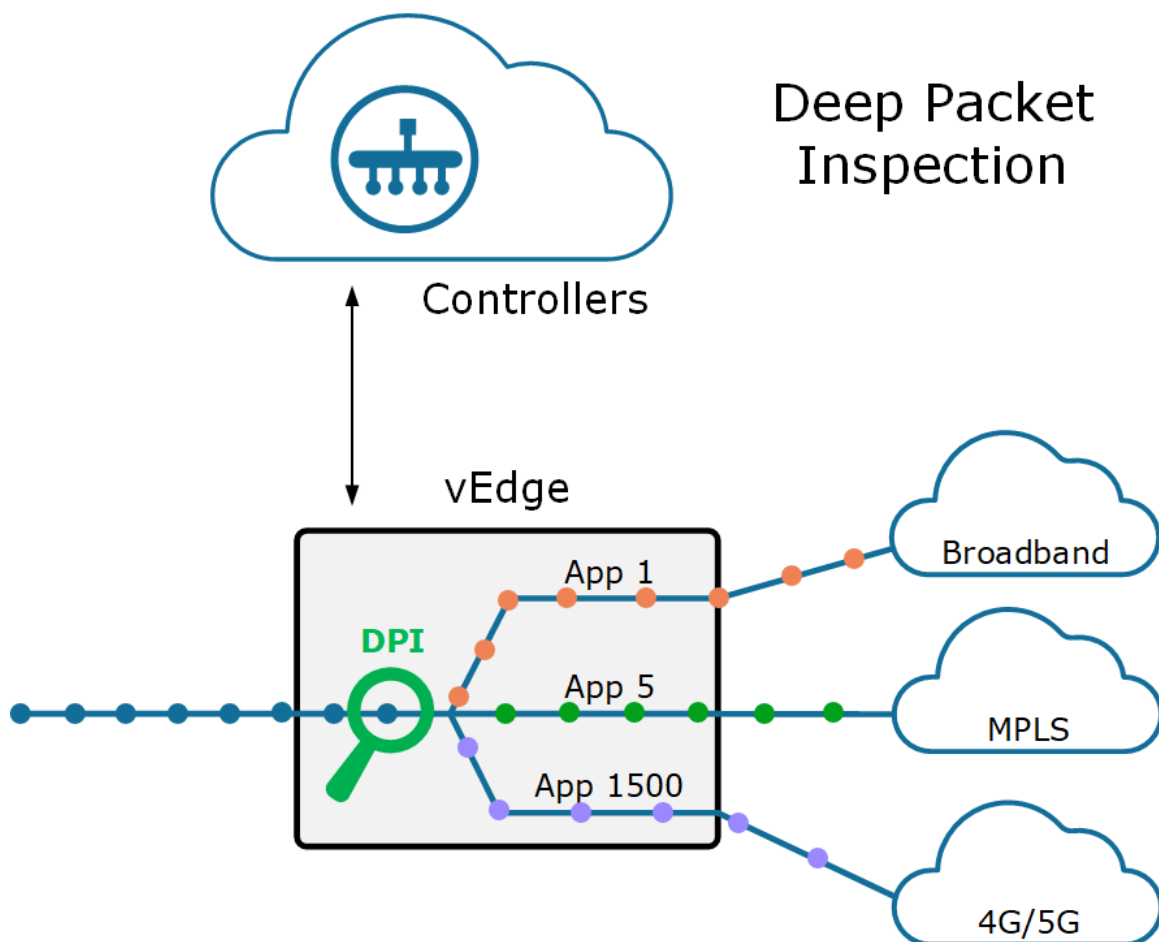 Deep Packet
Inspection
Controllers
vEdge
App 1
DPI
App 5
App 1500
Broadband
MPLS
4G/5G